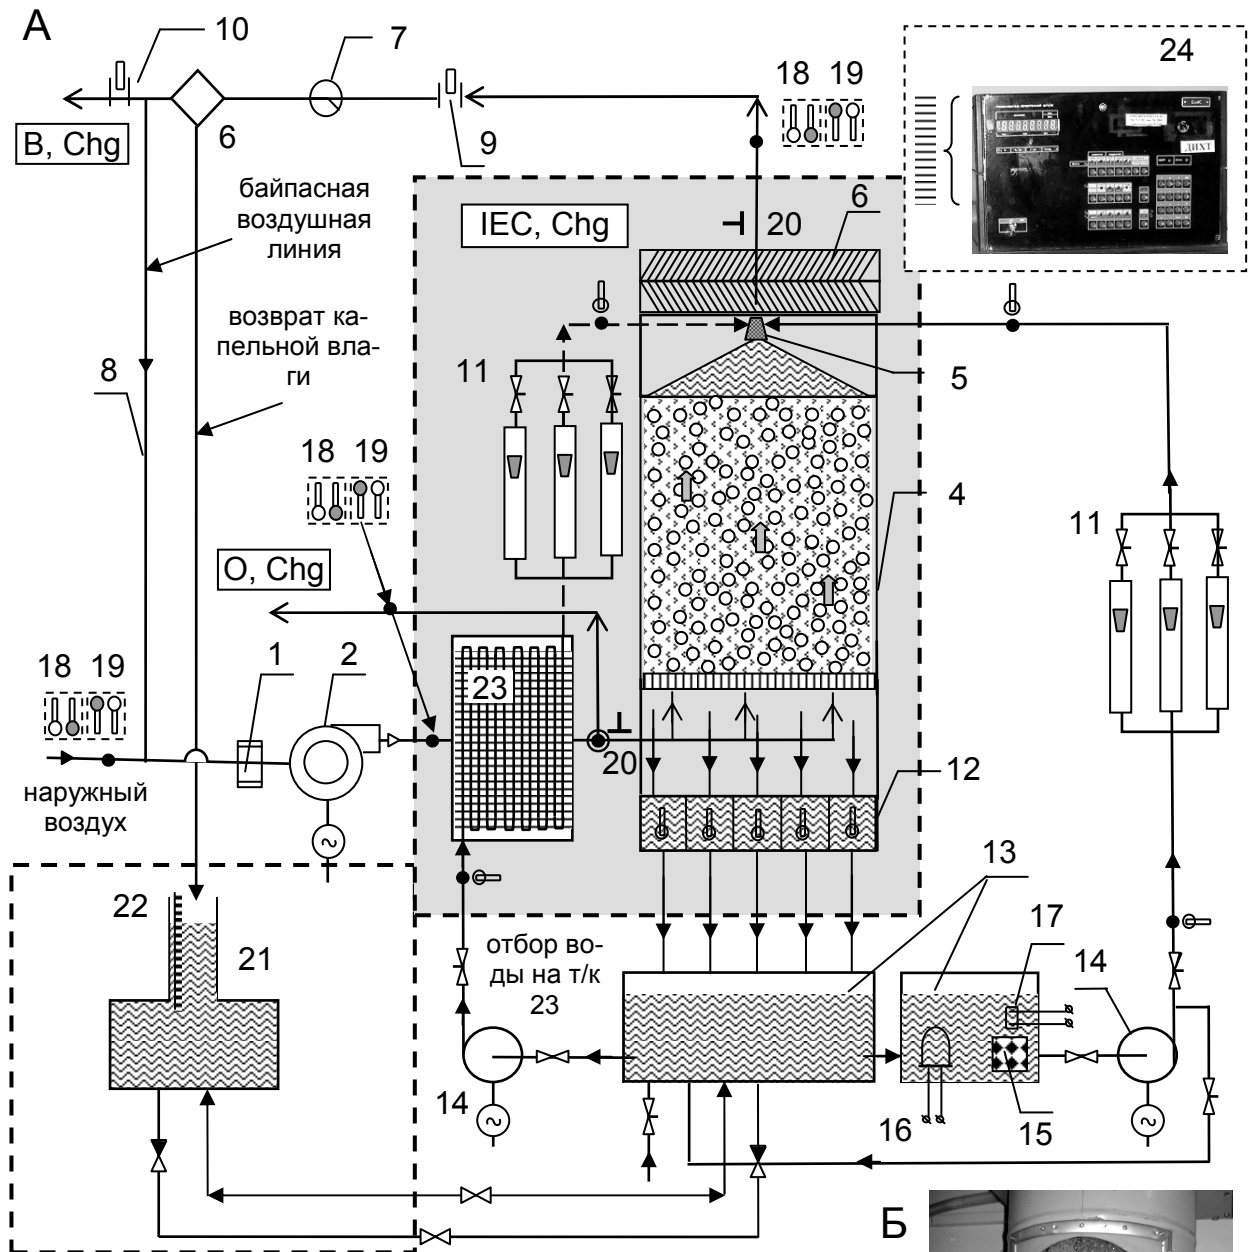 А
10
7
18 19
24
ДИХТ
B, Chg
6
9
байпасная
воздушная
линия
IEC, Chg
20
6
возврат ка-
пельной вла-
ги
8
11
5
18 19
4
11
O, Chg
18 19
1
2
23
20
12
наружный
воздух
13
22
21
отбор во-
ды на т/к
23
17
14
14
16
15
Б